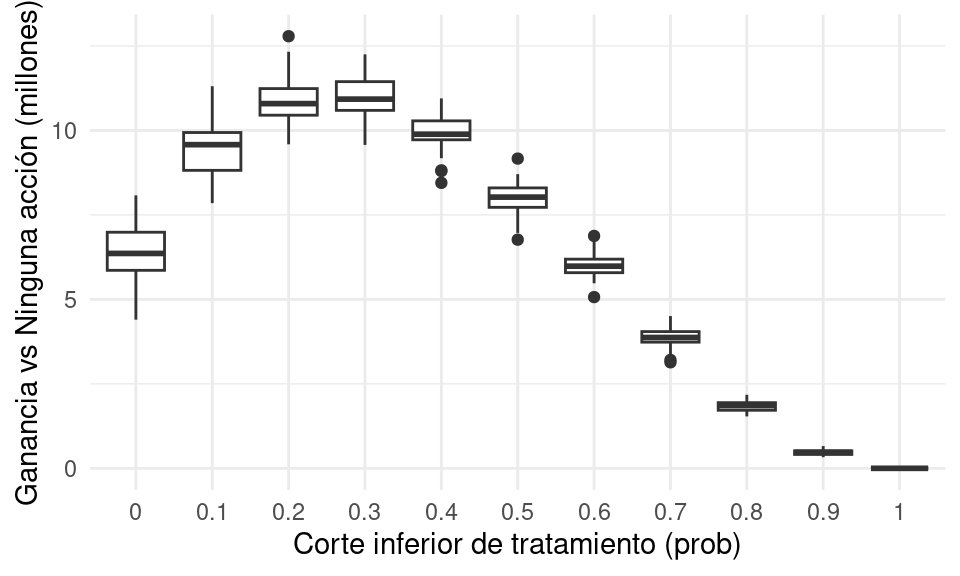 Ganancia vs Ninguna acción (millones)
10
5
0
0 0.1 0.2 0.3 0.4 0.5 0.6 0.7 0.8 0.9 1
Corte inferior de tratamiento (prob)